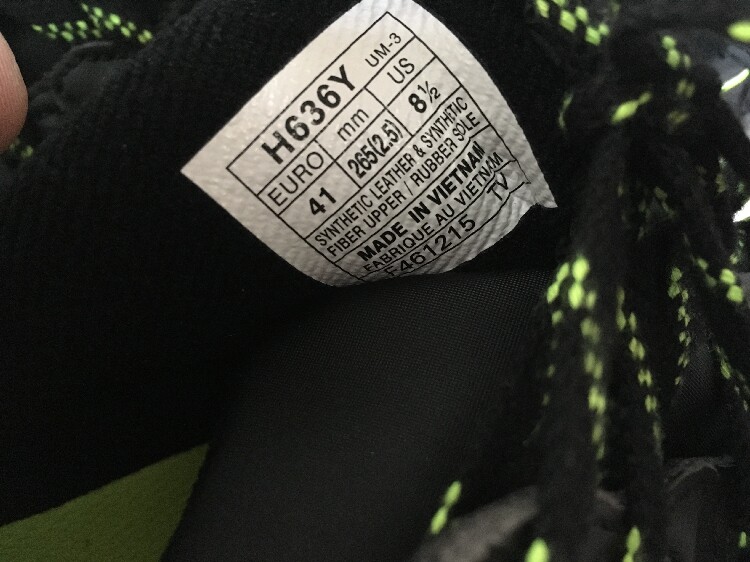 H636Y UM-3
EURO mm US
41 265(2.5) 8½
SYNTHETIC LEATHER & SYNTHETIC
FIBER UPPER / RUBBER SOLE
MADE IN VIETNAM
FABRIQUE AU VIETNAM
F461215 TV